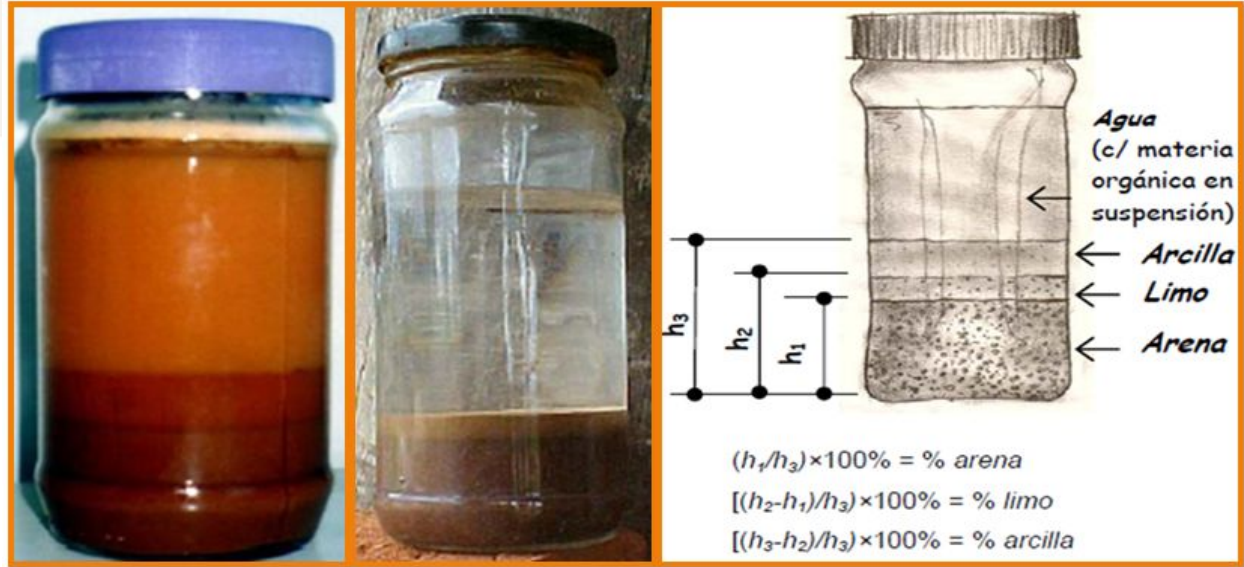 Agua
(c/ materia
orgánica en
suspensión)
Arcilla
Limo
Arena
h₃
h₂
h₁
(h₁/h₃)×100% = % arena
[(h₂-h₁)/h₃)×100% = % limo
[(h₃-h₂)/h₃)×100% = % arcilla